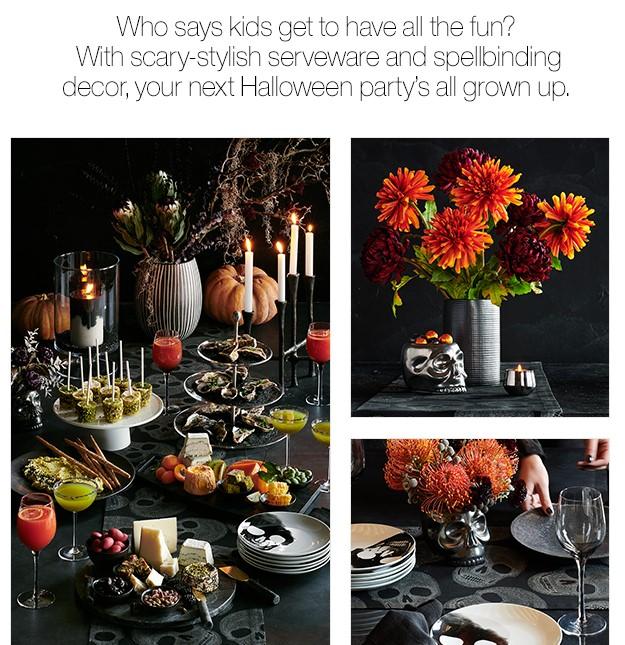 Who says kids get to have all the fun?
With scary-stylish serveware and spellbinding
decor, your next Halloween party's all grown up.